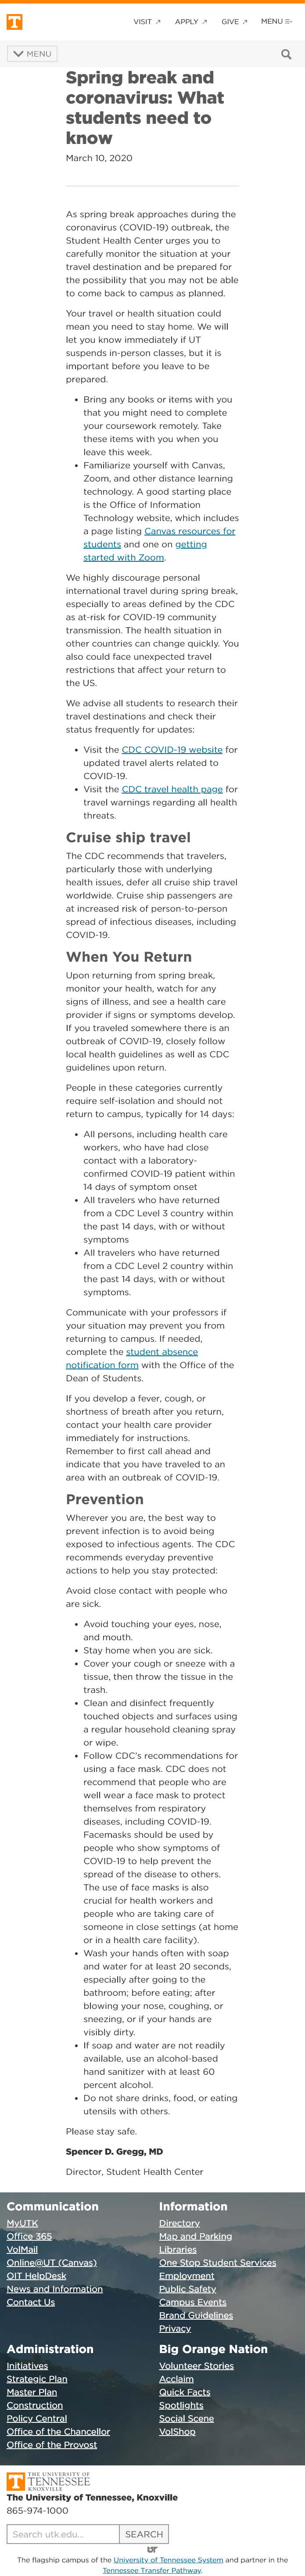 T
VISIT ↗ APPLY ↗ GIVE ↗ MENU
MENU
Spring break and
coronavirus: What
students need to
know
March 10, 2020
As spring break approaches during the
coronavirus (COVID-19) outbreak, the
Student Health Center urges you to
carefully monitor the situation at your
travel destination and be prepared for
the possibility that you may not be able
to come back to campus as planned.
Your travel or health situation could
mean you need to stay home. We will
let you know immediately if UT
suspends in-person classes, but it is
important before you leave to be
prepared.
• Bring any books or items with you
that you might need to complete
your coursework remotely. Take
these items with you when you
leave this week.
• Familiarize yourself with Canvas,
Zoom, and other distance learning
technology. A good starting place
is the Office of Information
Technology website, which includes
a page listing Canvas resources for
students and one on getting
started with Zoom.
We highly discourage personal
international travel during spring break,
especially to areas defined by the CDC
as at-risk for COVID-19 community
transmission. The health situation in
other countries can change quickly. You
also could face unexpected travel
restrictions that affect your return to
the US.
We advise all students to research their
travel destinations and check their
status frequently for updates:
• Visit the CDC COVID-19 website for
updated travel alerts related to
COVID-19.
• Visit the CDC travel health page for
travel warnings regarding all health
threats.
Cruise ship travel
The CDC recommends that travelers,
particularly those with underlying
health issues, defer all cruise ship travel
worldwide. Cruise ship passengers are
at increased risk of person-to-person
spread of infectious diseases, including
COVID-19.
When You Return
Upon returning from spring break,
monitor your health, watch for any
signs of illness, and see a health care
provider if signs or symptoms develop.
If you traveled somewhere there is an
outbreak of COVID-19, closely follow
local health guidelines as well as CDC
guidelines upon return.
People in these categories currently
require self-isolation and should not
return to campus, typically for 14 days:
• All persons, including health care
workers, who have had close
contact with a laboratory-
confirmed COVID-19 patient within
14 days of symptom onset
• All travelers who have returned
from a CDC Level 3 country within
the past 14 days, with or without
symptoms
• All travelers who have returned
from a CDC Level 2 country within
the past 14 days, with or without
symptoms.
Communicate with your professors if
your situation may prevent you from
returning to campus. If needed,
complete the student absence
notification form with the Office of the
Dean of Students.
If you develop a fever, cough, or
shortness of breath after you return,
contact your health care provider
immediately for instructions.
Remember to first call ahead and
indicate that you have traveled to an
area with an outbreak of COVID-19.
Prevention
Wherever you are, the best way to
prevent infection is to avoid being
exposed to infectious agents. The CDC
recommends everyday preventive
actions to help you stay protected:
Avoid close contact with people who
are sick.
• Avoid touching your eyes, nose,
and mouth.
• Stay home when you are sick.
• Cover your cough or sneeze with a
tissue, then throw the tissue in the
trash.
• Clean and disinfect frequently
touched objects and surfaces using
a regular household cleaning spray
or wipe.
• Follow CDC's recommendations for
using a face mask. CDC does not
recommend that people who are
well wear a face mask to protect
themselves from respiratory
diseases, including COVID-19.
Facemasks should be used by
people who show symptoms of
COVID-19 to help prevent the
spread of the disease to others.
The use of face masks is also
crucial for health workers and
people who are taking care of
someone in close settings (at home
or in a health care facility).
• Wash your hands often with soap
and water for at least 20 seconds,
especially after going to the
bathroom; before eating; after
blowing your nose, coughing, or
sneezing, or if your hands are
visibly dirty.
• If soap and water are not readily
available, use an alcohol-based
hand sanitizer with at least 60
percent alcohol.
• Do not share drinks, food, or eating
utensils with others.
Please stay safe.
Spencer D. Gregg, MD
Director, Student Health Center
Communication
MyUTK
Office 365
VolMail
Online@UT (Canvas)
OIT HelpDesk
News and Information
Contact Us
Information
Directory
Map and Parking
Libraries
One Stop Student Services
Employment
Public Safety
Campus Events
Brand Guidelines
Privacy
Administration
Initiatives
Strategic Plan
Master Plan
Construction
Policy Central
Office of the Chancellor
Office of the Provost
Big Orange Nation
Volunteer Stories
Acclaim
Quick Facts
Spotlights
Social Scene
VolShop
T THE UNIVERSITY OF TENNESSEE KNOXVILLE
The University of Tennessee, Knoxville
865-974-1000
Search utk.edu... SEARCH
UT
The flagship campus of the University of Tennessee System and partner in the
Tennessee Transfer Pathway.